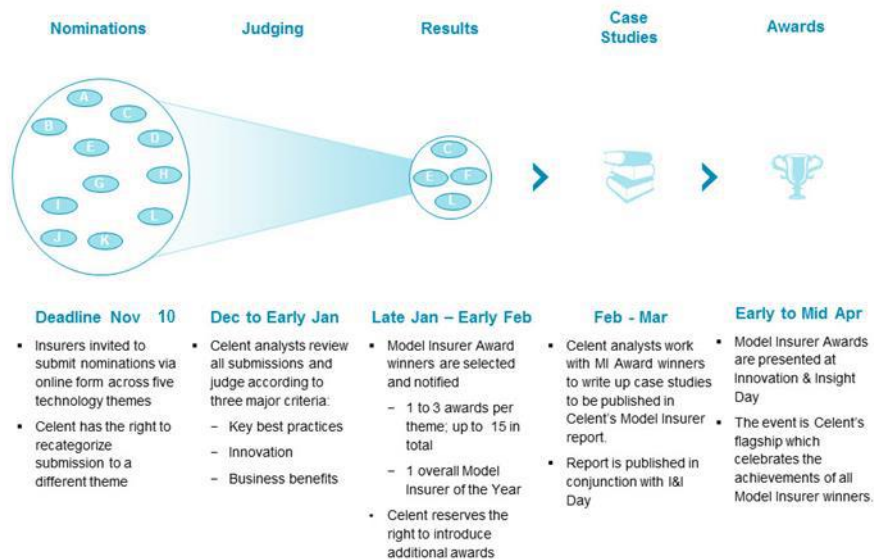 Nominations
Judging
Results
Case
Studies
Awards
A
C
B
D
E
H
G
I
L
J
K
C
E
F
L
Deadline Nov 10
▪ Insurers invited to
submit nominations via
online form across five
technology themes
▪ Celent has the right to
recategorize
submission to a
different theme
Dec to Early Jan
▪ Celent analysts review
all submissions and
judge according to
three major criteria:
– Key best practices
– Innovation
– Business benefits
Late Jan – Early Feb
▪ Model Insurer Award
winners are selected
and notified
– 1 to 3 awards per
theme; up to 15 in
total
– 1 overall Model
Insurer of the Year
• Celent reserves the
right to introduce
additional awards
Feb - Mar
▪ Celent analysts work
with MI Award winners
to write up case studies
to be published in
Celent's Model Insurer
report.
▪ Report is published in
conjunction with I&I
Day
Early to Mid Apr
▪ Model Insurer Awards
are presented at
Innovation & Insight
Day
▪ The event is Celent's
flagship which
celebrates the
achievements of all
Model Insurer winners.